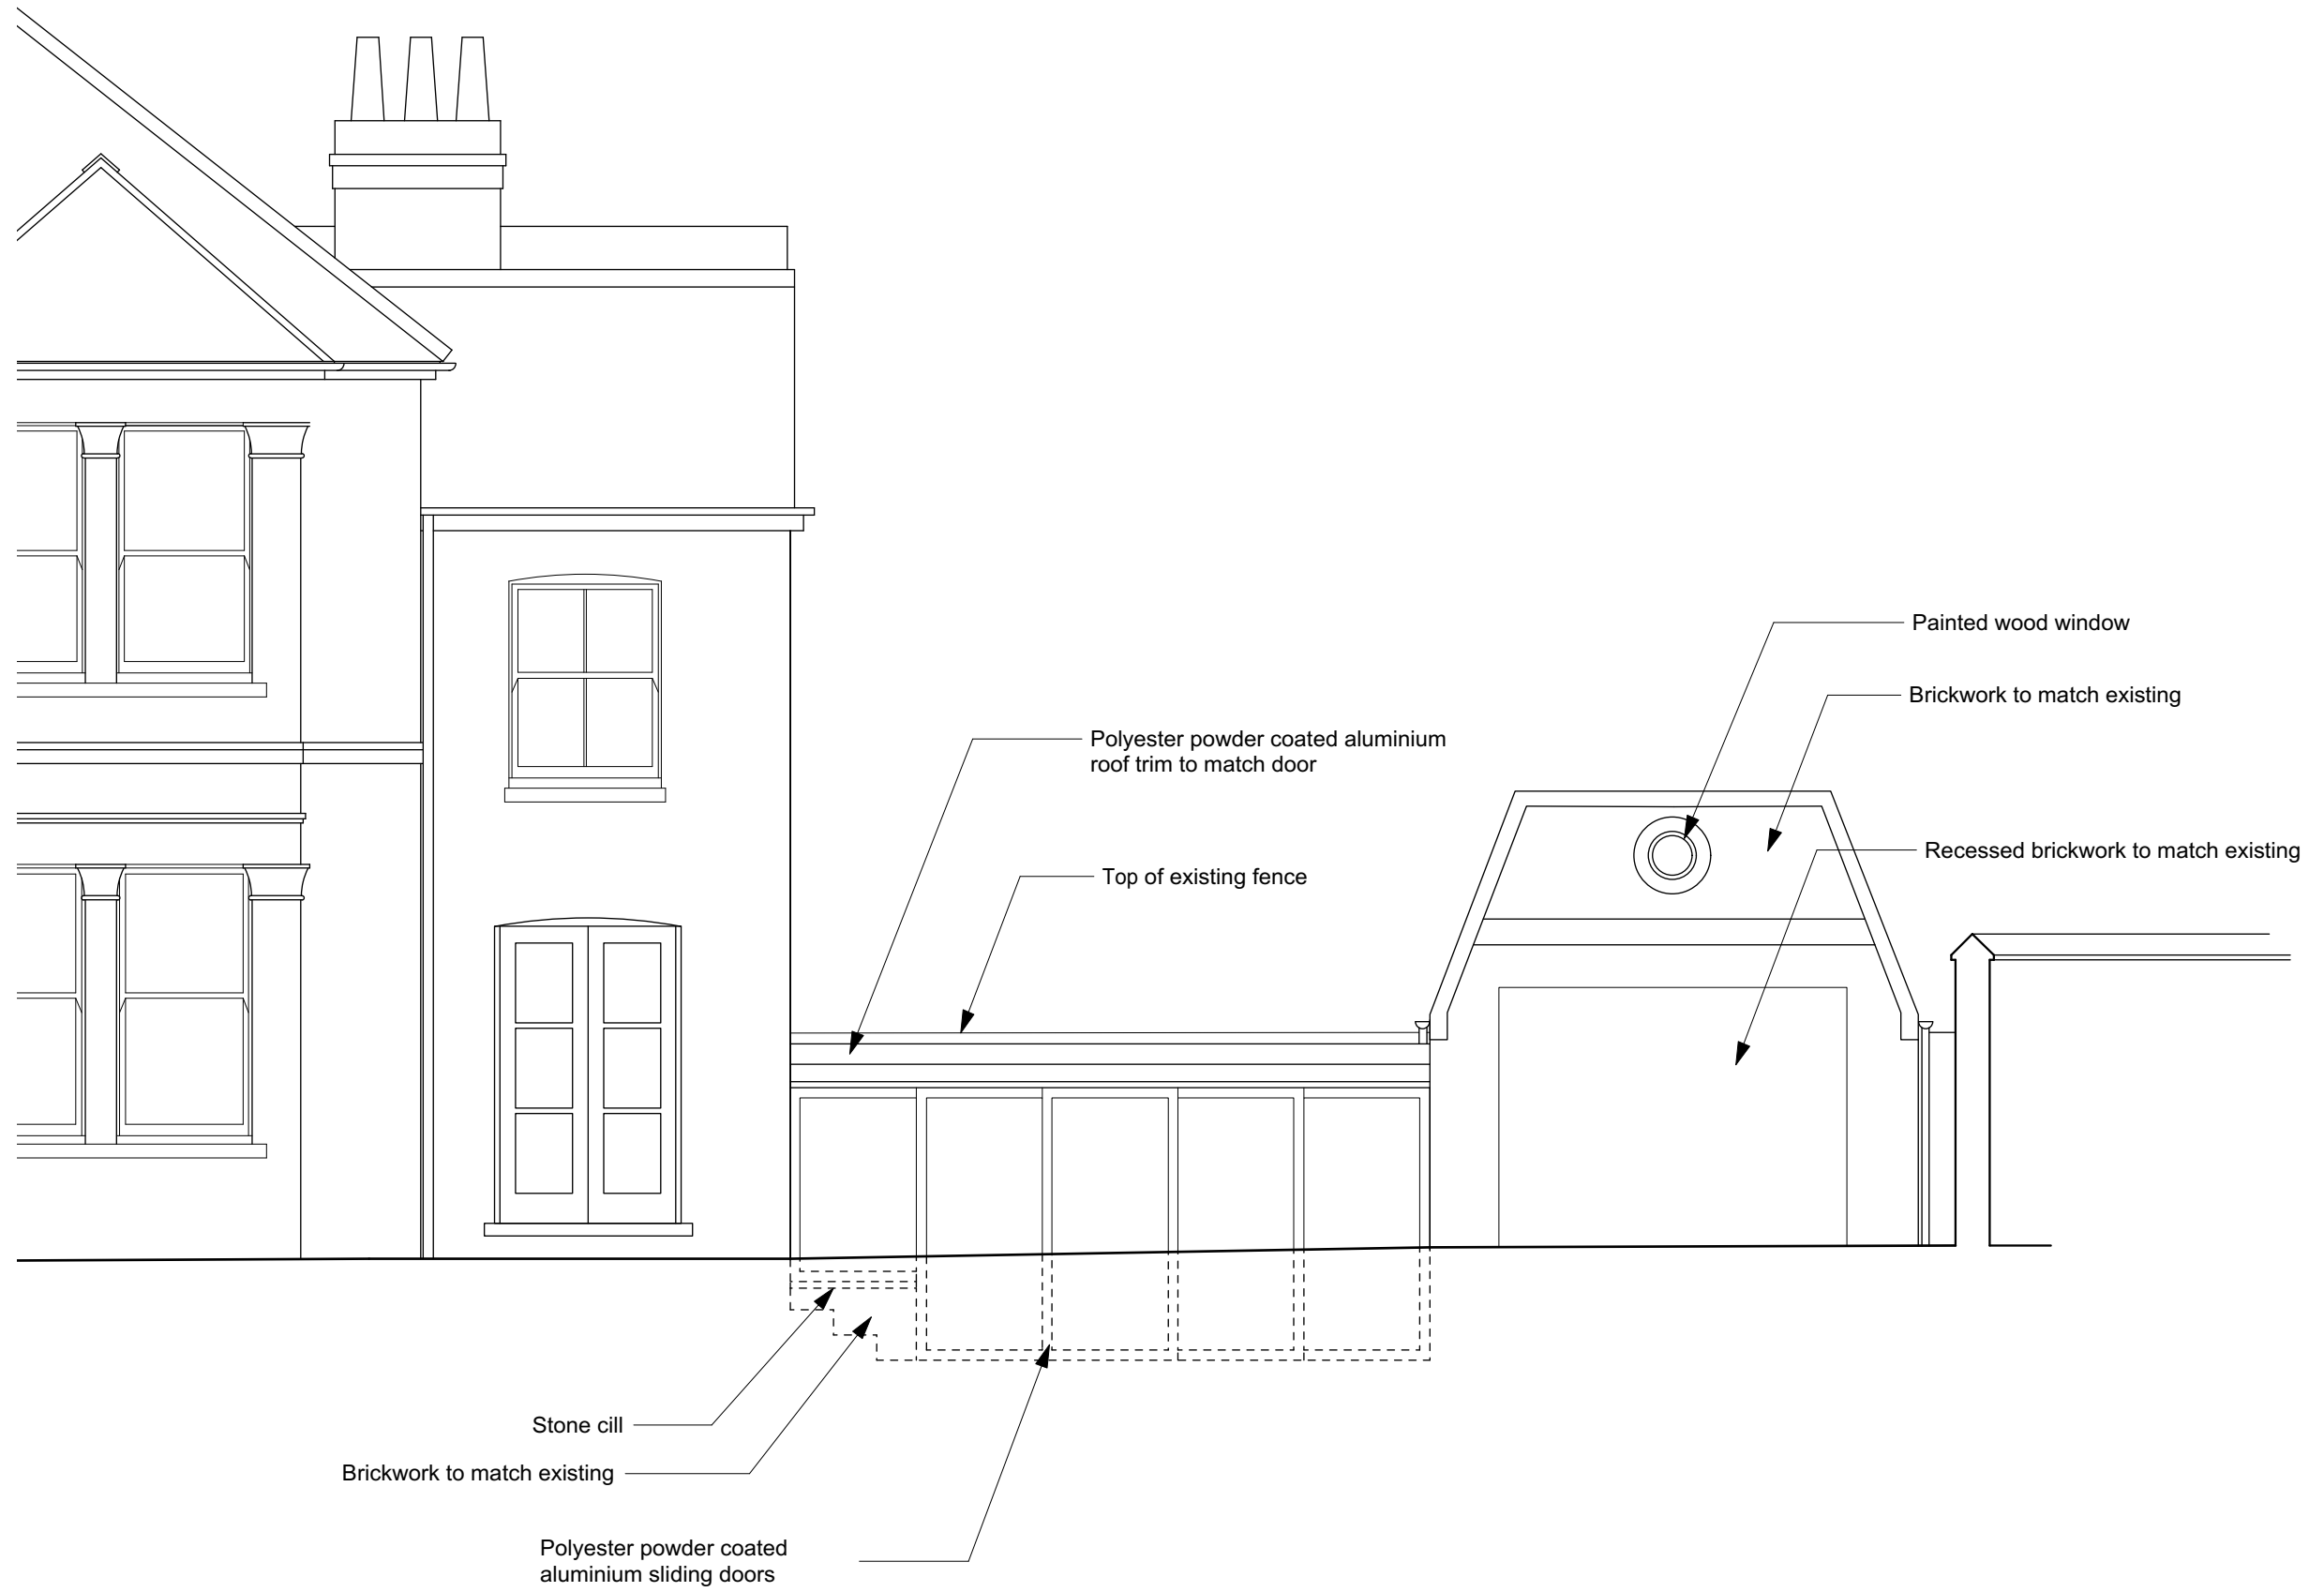 Painted wood window
Brickwork to match existing
Polyester powder coated aluminium
roof trim to match door
Recessed brickwork to match existing
Top of existing fence
Stone cill
Brickwork to match existing
Polyester powder coated
aluminium sliding doors